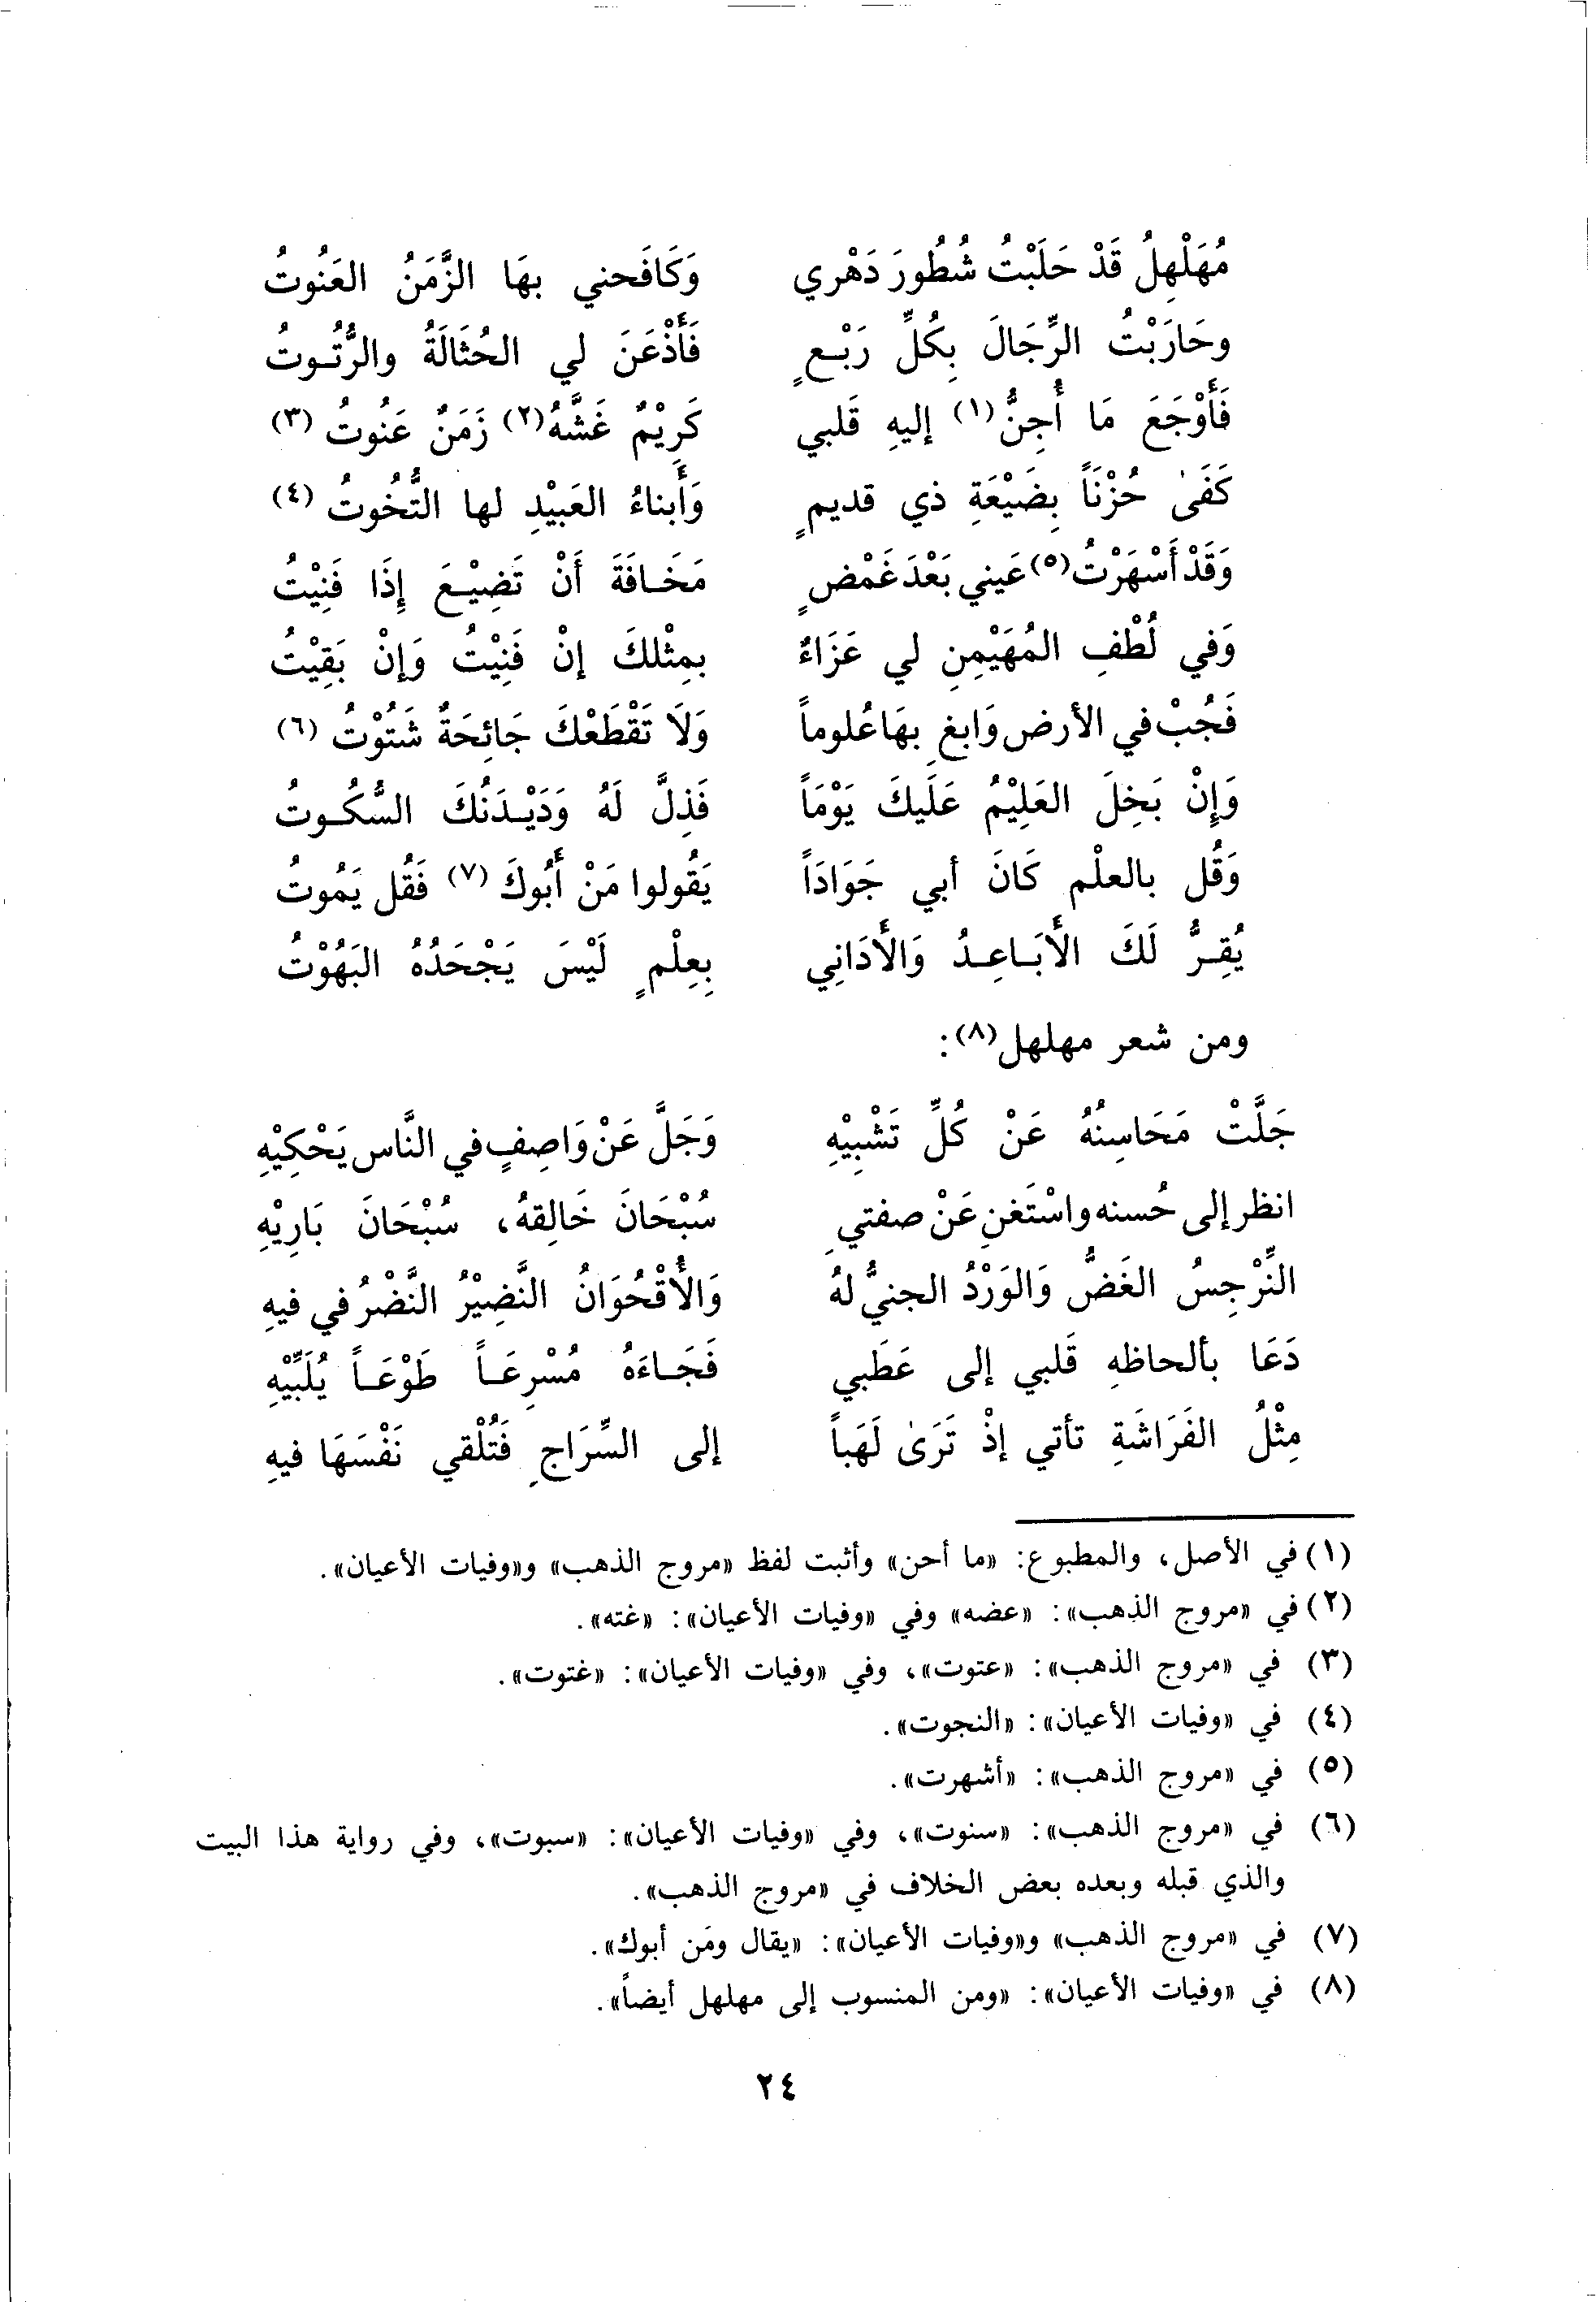 مُهَلْهِلُ قَدْ حَلَبْتُ شُطُورَ دَهْري وَكَافَحني بهَا الزَّمَنُ العَنُوتُ
وحَارَبْتُ الرِّجَالَ بِكُلِّ رَبْـعٍ فَأَذْعَنَ لي الحُثَالَةُ والرُّتُـوتُ
فَأَوْجَعَ مَا أُجِنُّ(١) إليهِ قَلبي كَرِيْمٌ غَشَّهُ(٢) زَمَنٌ عَنُوتُ (٣)
كَفَىٰ حُزْنَاً بِضَيْعَةِ ذي قديمٍ وَأَبناءُ العَبيْدِ لها التُّخُوتُ (٤)
وَقَدْ أَسْهَرْتُ(٥) عَيني بَعْدَ غَمْضٍ مَخَـافَةَ أَنْ تَضِيْـعَ إِذَا فَنِيْتُ
وَفي لُطْفِ المُهَيْمِنِ لي عَزَاءٌ بمِثْلكَ إنْ فَنِيْتُ وَإنْ بَقِيْتُ
فَجُبْ في الأرض وَابغِ بهَا عُلوماً وَلَا تَقْطَعْكَ جَائِحَةٌ شَتُوْتُ (٦)
وَإِنْ بَخِلَ العَلِيْمُ عَلَيكَ يَوْمَاً فَذِلَّ لَهُ وَدَيْـدَنُكَ السُّكُـوتُ
وَقُل بالعلْم كَانَ أبي جَوَادَاً يَقُولوا مَنْ أَبُوكَ (٧) فَقُل يَمُوتُ
يُقِـرُّ لَكَ الأَبَـاعِـدُ وَالأَدَانِي بِعِلْمٍ لَيْسَ يَجْحَدُهُ البَهُوْتُ
ومن شعر مهلهل(٨):
جَلَّتْ مَحَاسِنُهُ عَنْ كُلِّ تَشْبِيْهِ وَجَلَّ عَنْ وَاصِفٍ في النَّاس يَحْكِيْهِ
انظر إلى حُسنه واسْتَغنِ عَنْ صفتي سُبْحَانَ خَالِقهُ، سُبْحَانَ بَارِيْهِ
النِّرْجِسُ الغَضُّ وَالوَرْدُ الجنيُّ لهُ وَالأُقْحُوَانُ النَّضِيْرُ النَّضْرُ في فيهِ
دَعَا بألحاظهِ قَلبي إلى عَطَبي فَجَـاءَهُ مُسْرِعَـاً طَوْعَـاً يُلَبِّيْهِ
مِثْلُ الفَرَاشَةِ تأتي إذْ تَرَىٰ لَهَباً إلى السِّرَاجِ فَتُلْقي نَفْسَهَا فيهِ
(١) في الأصل، والمطبوع: «ما أحن» وأثبت لفظ «مروج الذهب» و«وفيات الأعيان».
(٢) في «مروج الذهب»: «عضه» وفي «وفيات الأعيان»: «غته».
(٣) في «مروج الذهب»: «عتوت»، وفي «وفيات الأعيان»: «غتوت».
(٤) في «وفيات الأعيان»: «النجوت».
(٥) في «مروج الذهب»: «أشهرت».
(٦) في «مروج الذهب»: «سنوت»، وفي «وفيات الأعيان»: «سبوت»، وفي رواية هذا البيت
والذي قبله وبعده بعض الخلاف في «مروج الذهب».
(٧) في «مروج الذهب» و«وفيات الأعيان»: «يقال ومَن أبوك».
(٨) في «وفيات الأعيان»: «ومن المنسوب إلى مهلهل أيضاً».
٢٤